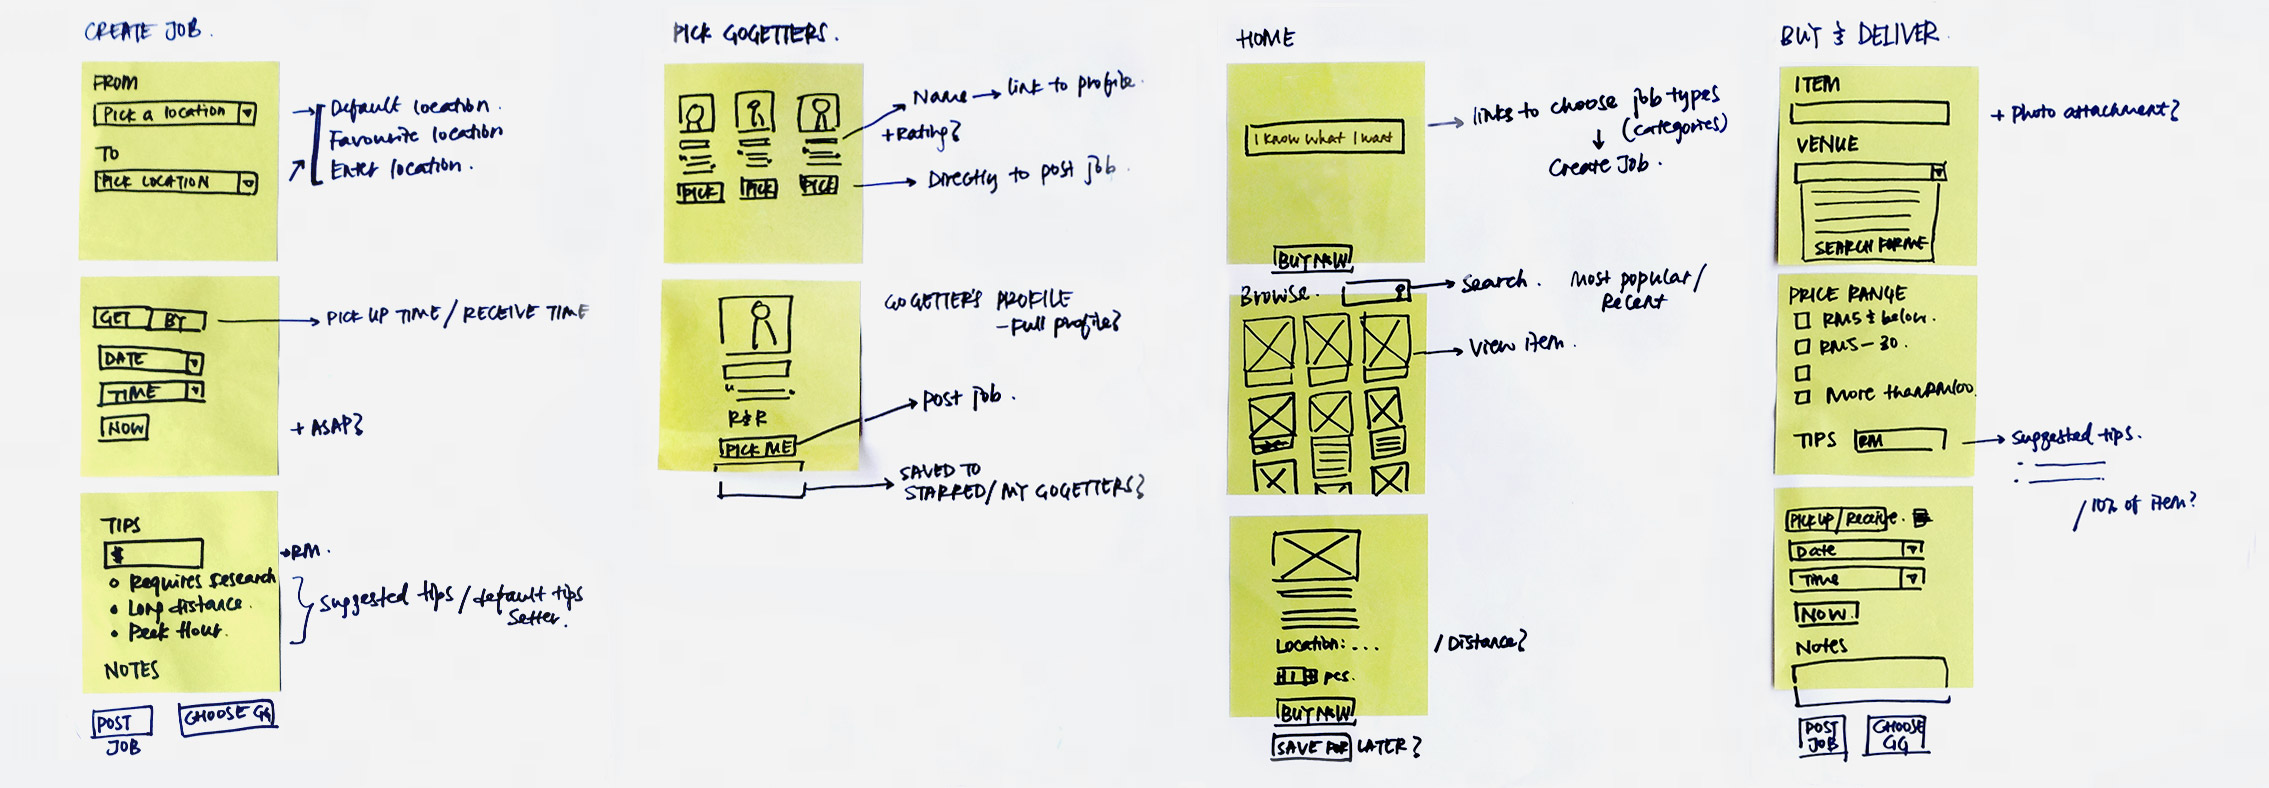 CREATE JOB.
FROM
Pick a location
TO
PICK LOCATION
Default location.
Favourite location
Enter location.
GET BY
PICK UP TIME / RECEIVE TIME
DATE
TIME
NOW
+ ASAP?
TIPS
$
RM.
Requires research
Long distance.
Peak Hour.
Suggested tips / default tips
setter.
NOTES
POST
JOB
CHOOSE GG
PICK GOGETTERS.
PICK PICK PICK
Name link to profile.
+ Rating?
Directly to post job.
GOGETTER'S PROFILE
- Full profile?
R&R
PICK ME
post job.
SAVED TO
STARRED / MY GOGETTERS?
HOME
I know what I want
links to choose job types
(categories)
Create Job.
BUY NOW
Browse.
Search.
Most popular /
Recent
View item.
Location: ...
/ Distance?
pcs.
BUY NOW
SAVE FOR LATER?
BUY & DELIVER.
ITEM
+ Photo attachment?
VENUE
SEARCH FOR ME
PRICE RANGE
RM5 & below.
RM5 - 30.
More than RM100.
TIPS RM
Suggested tips.
/ 10% of item?
PICK UP / Receive.
Date
Time
NOW
Notes
POST
JOB
CHOOSE
GG